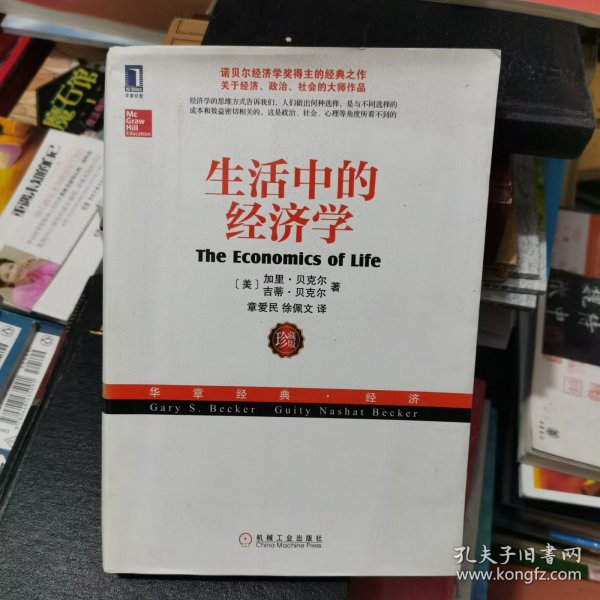 诺贝尔经济学奖得主的经典之作
关于经济、政治、社会的大师作品
华章经管
经济学的思维方式告诉我们，人们做出何种选择，是与不同选择的
成本和效益密切相关的，这是政治、社会、心理等角度所看不到的
Mc
Graw
Hill
Education
生活中的
经济学
The Economics of Life
［美］加里·贝克尔
吉蒂·贝克尔 著
章爱民 徐佩文 译
珍藏版
华章经典·经济
Gary S. Becker Guity Nashat Becker
机械工业出版社
China Machine Press
孔夫子旧书网
www.kongfz.com